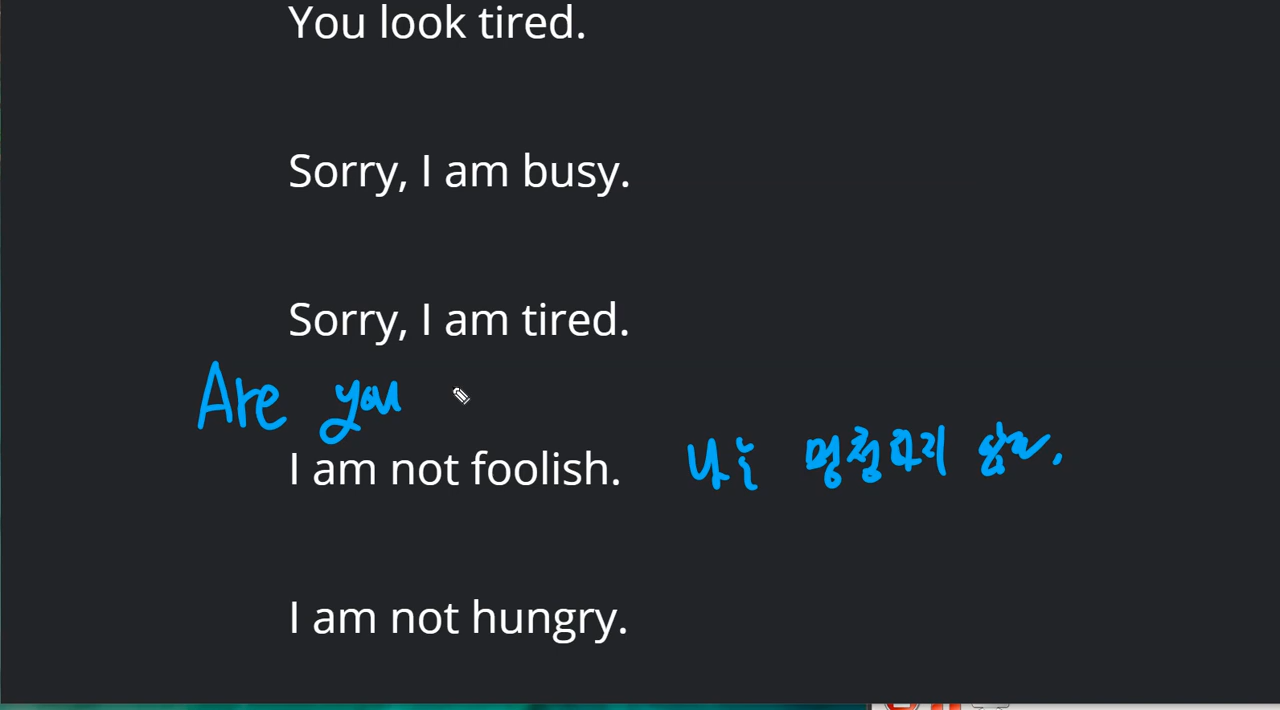 You look tired.
Sorry, I am busy.
Sorry, I am tired.
Are you
I am not foolish. 나는 멍청하지 않아.
I am not hungry.